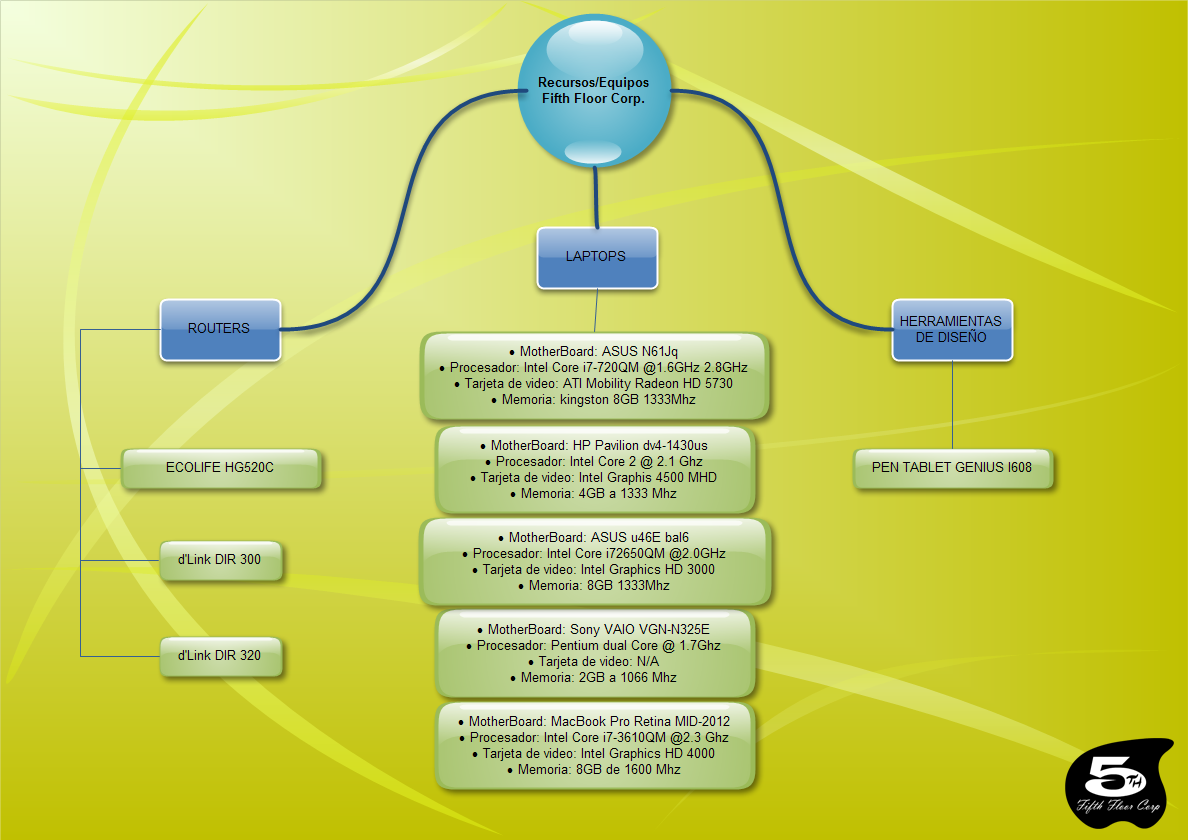 Recursos/Equipos
Fifth Floor Corp.
LAPTOPS
ROUTERS
HERRAMIENTAS
DE DISEÑO
• MotherBoard: ASUS N61Jq
• Procesador: Intel Core i7-720QM @1.6GHz 2.8GHz
• Tarjeta de video: ATI Mobility Radeon HD 5730
• Memoria: kingston 8GB 1333Mhz
• MotherBoard: HP Pavilion dv4-1430us
• Procesador: Intel Core 2 @ 2.1 Ghz
• Tarjeta de video: Intel Graphis 4500 MHD
• Memoria: 4GB a 1333 Mhz
• MotherBoard: ASUS u46E bal6
• Procesador: Intel Core i72650QM @2.0GHz
• Tarjeta de video: Intel Graphics HD 3000
• Memoria: 8GB 1333Mhz
• MotherBoard: Sony VAIO VGN-N325E
• Procesador: Pentium dual Core @ 1.7Ghz
• Tarjeta de video: N/A
• Memoria: 2GB a 1066 Mhz
• MotherBoard: MacBook Pro Retina MID-2012
• Procesador: Intel Core i7-3610QM @2.3 Ghz
• Tarjeta de video: Intel Graphics HD 4000
• Memoria: 8GB de 1600 Mhz
ECOLIFE HG520C
d'Link DIR 300
d'Link DIR 320
PEN TABLET GENIUS I608
5TH
Fifth Floor Corp